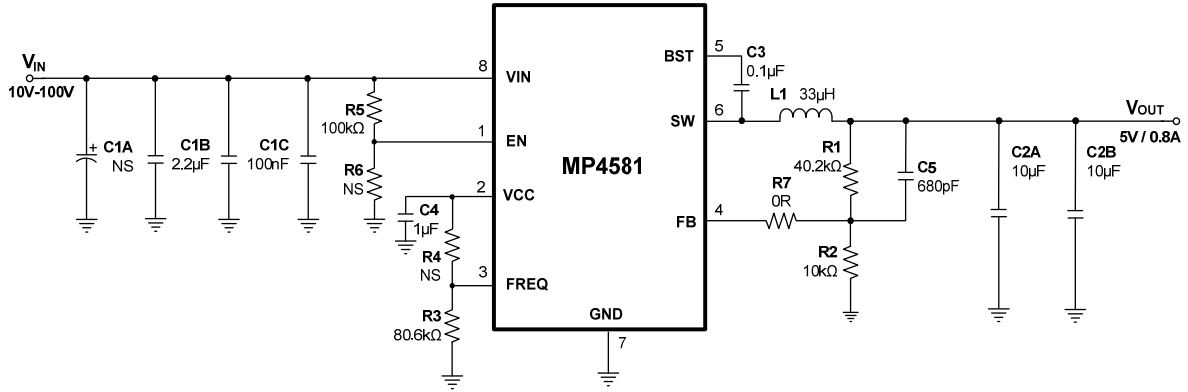 VIN
10V-100V
C1A
NS
+
C1B
2.2µF
C1C
100nF
R5
100kΩ
R6
NS
C4
1µF
R4
NS
R3
80.6kΩ
8
1
2
3
VIN
EN
VCC
FREQ
MP4581
GND
7
BST
SW
FB
5
6
4
C3
0.1µF
L1 33µH
R1
40.2kΩ
C5
680pF
R7
0R
R2
10kΩ
C2A
10µF
C2B
10µF
VOUT
5V / 0.8A